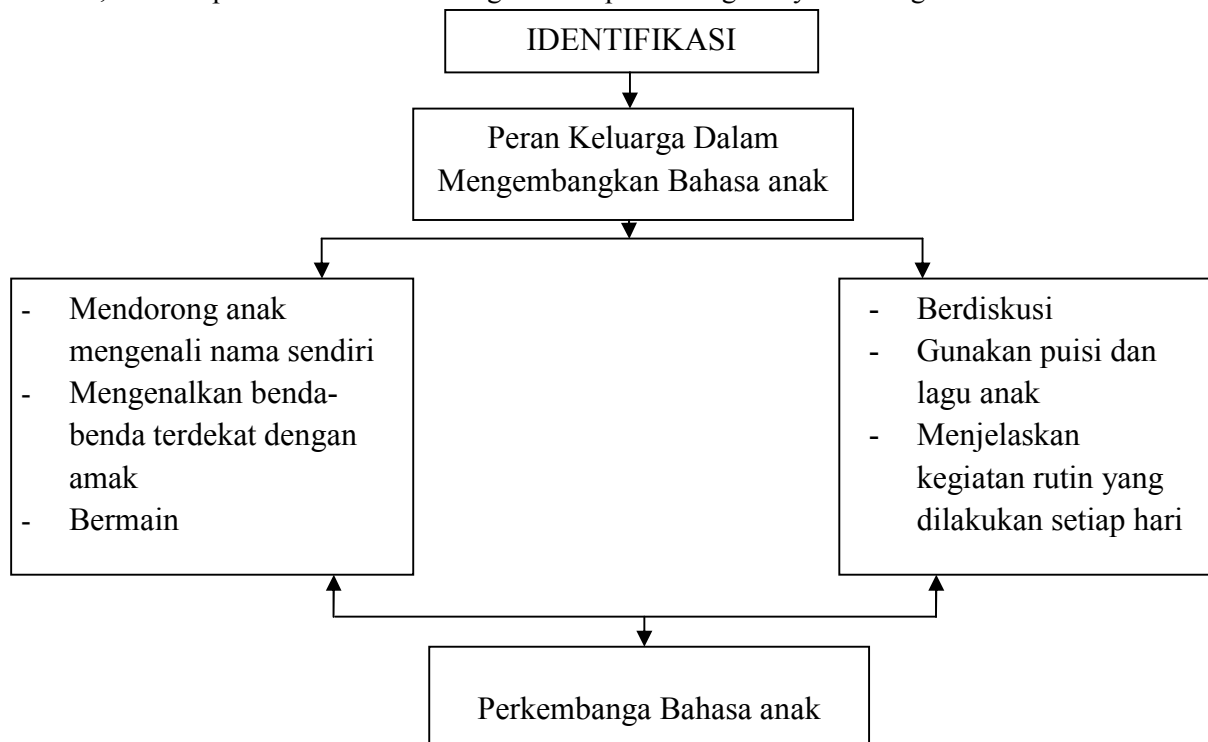 IDENTIFIKASI
Peran Keluarga Dalam
Mengembangkan Bahasa anak
- Mendorong anak
mengenali nama sendiri
- Mengenalkan benda-
benda terdekat dengan
amak
- Bermain
- Berdiskusi
- Gunakan puisi dan
lagu anak
- Menjelaskan
kegiatan rutin yang
dilakukan setiap hari
Perkembanga Bahasa anak